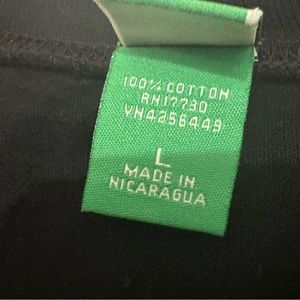 100% COTTON
RN17730
VN4256449
L
MADE IN
NICARAGUA